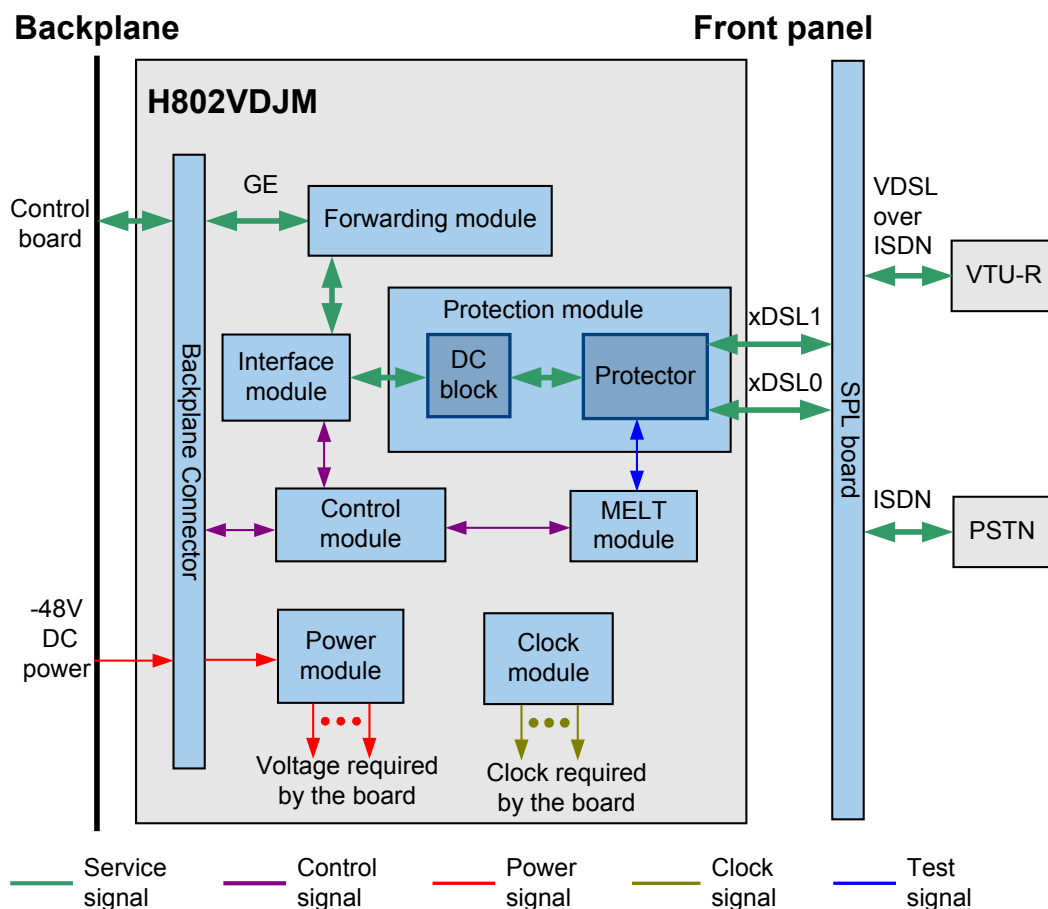 Backplane
Front panel
H802VDJM
GE
Forwarding module
Control
board
VDSL
over
ISDN
VTU-R
Protection module
xDSL1
Interface
module
DC
block
Protector
xDSL0
Backplane Connector
SPL board
Control
module
MELT
module
ISDN
PSTN
-48V
DC
power
Power
module
Clock
module
Voltage required
by the board
Clock required
by the board
Service
signal
Control
signal
Power
signal
Clock
signal
Test
signal